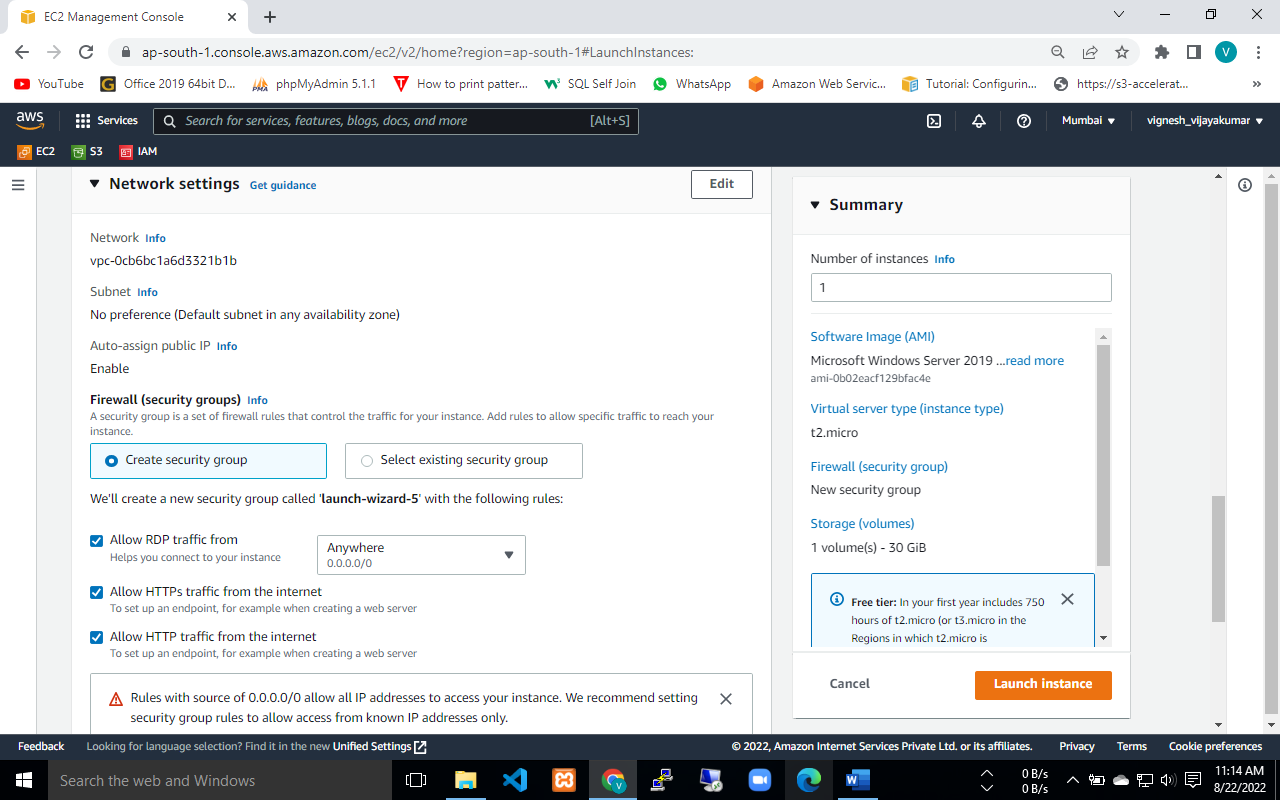 EC2 Management Console
ap-south-1.console.aws.amazon.com/ec2/v2/home?region=ap-south-1#LaunchInstances:
V
YouTube
Office 2019 64bit D...
phpMyAdmin 5.1.1
How to print patter...
SQL Self Join
WhatsApp
Amazon Web Servic...
Tutorial: Configurin...
https://s3-accelerat...
»
aws
Services
Search for services, features, blogs, docs, and more
[Alt+S]
Mumbai
vignesh_vijayakumar
EC2
S3
IAM
Network settings Get guidance
Edit
Network Info
vpc-0cb6bc1a6d3321b1b
Subnet Info
No preference (Default subnet in any availability zone)
Auto-assign public IP Info
Enable
Firewall (security groups) Info
A security group is a set of firewall rules that control the traffic for your instance. Add rules to allow specific traffic to reach your
instance.
Create security group
Select existing security group
We'll create a new security group called 'launch-wizard-5' with the following rules:
Allow RDP traffic from
Helps you connect to your instance
Anywhere
0.0.0.0/0
Allow HTTPs traffic from the internet
To set up an endpoint, for example when creating a web server
Allow HTTP traffic from the internet
To set up an endpoint, for example when creating a web server
Rules with source of 0.0.0.0/0 allow all IP addresses to access your instance. We recommend setting
security group rules to allow access from known IP addresses only.
Summary
Number of instances Info
1
Software Image (AMI)
Microsoft Windows Server 2019 ...read more
ami-0b02eacf129bfac4e
Virtual server type (instance type)
t2.micro
Firewall (security group)
New security group
Storage (volumes)
1 volume(s) - 30 GiB
Free tier: In your first year includes 750
hours of t2.micro (or t3.micro in the
Regions in which t2.micro is
Cancel
Launch instance
Feedback
Looking for language selection? Find it in the new Unified Settings
© 2022, Amazon Internet Services Private Ltd. or its affiliates.
Privacy
Terms
Cookie preferences
Search the web and Windows
0 B/s
0 B/s
11:14 AM
8/22/2022